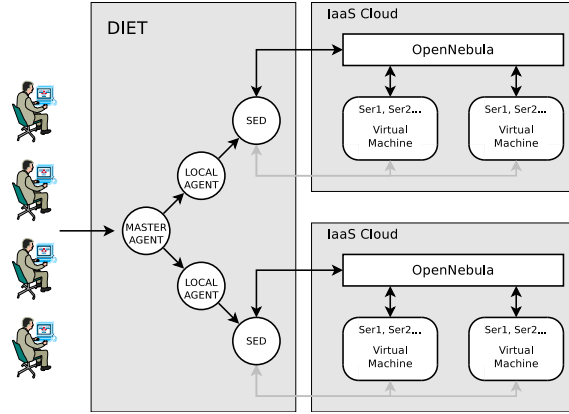 DIET
IaaS Cloud
OpenNebula
Ser1, Ser2...
Virtual
Machine
Ser1, Ser2...
Virtual
Machine
SED
LOCAL
AGENT
MASTER
AGENT
LOCAL
AGENT
SED
IaaS Cloud
OpenNebula
Ser1, Ser2...
Virtual
Machine
Ser1, Ser2...
Virtual
Machine